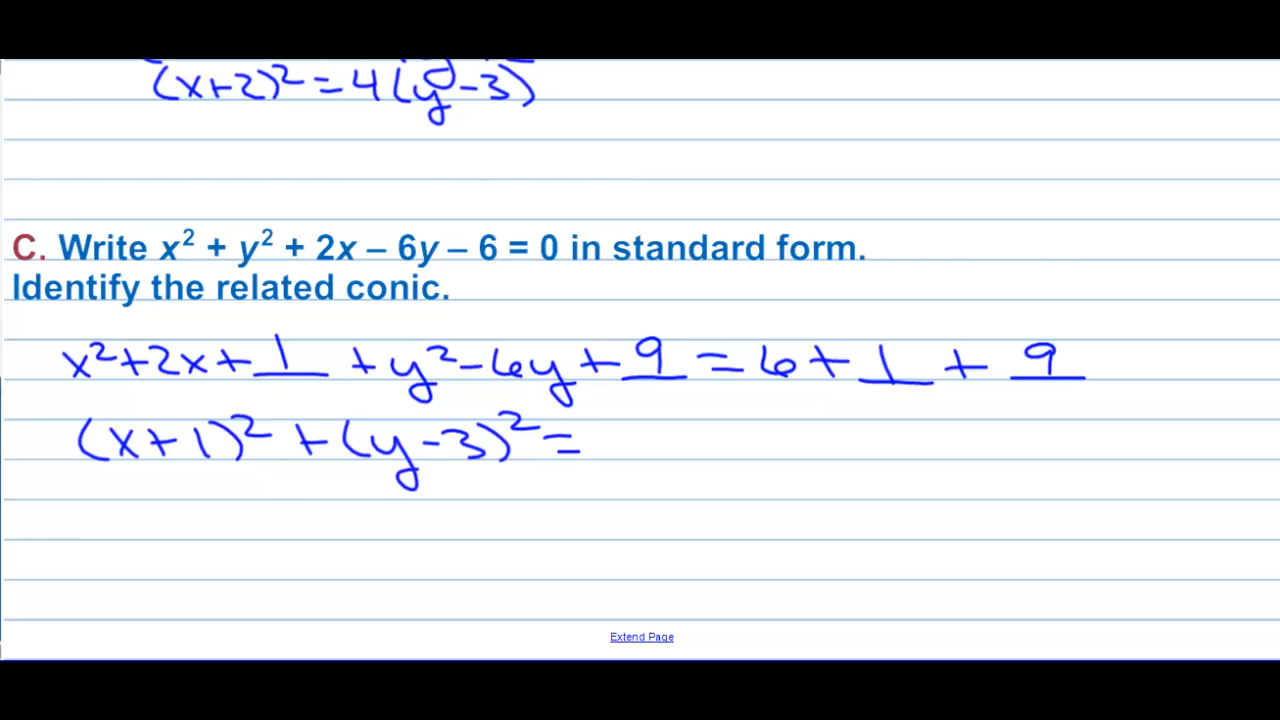 (x+2)² = 4(y-3)
C. Write x² + y² + 2x – 6y – 6 = 0 in standard form.
Identify the related conic.
x²+2x+ 1 + y²-6y+ 9 = 6+ 1 + 9
(x+1)² + (y-3)² =
Extend Page